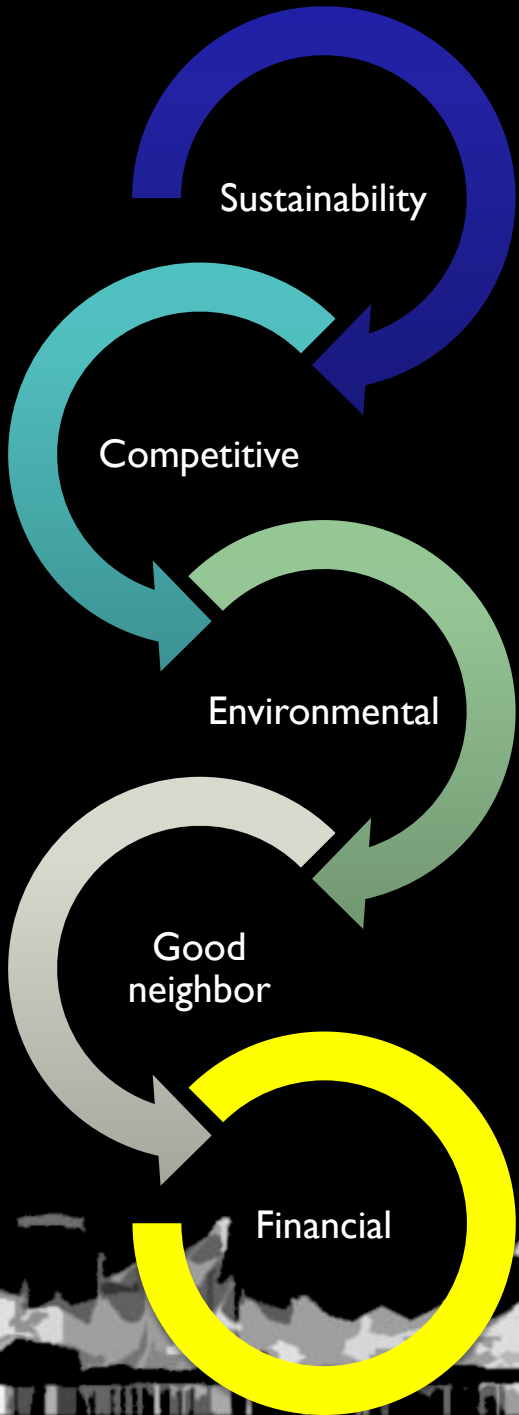 Sustainability
Competitive
Environmental
Good
neighbor
Financial